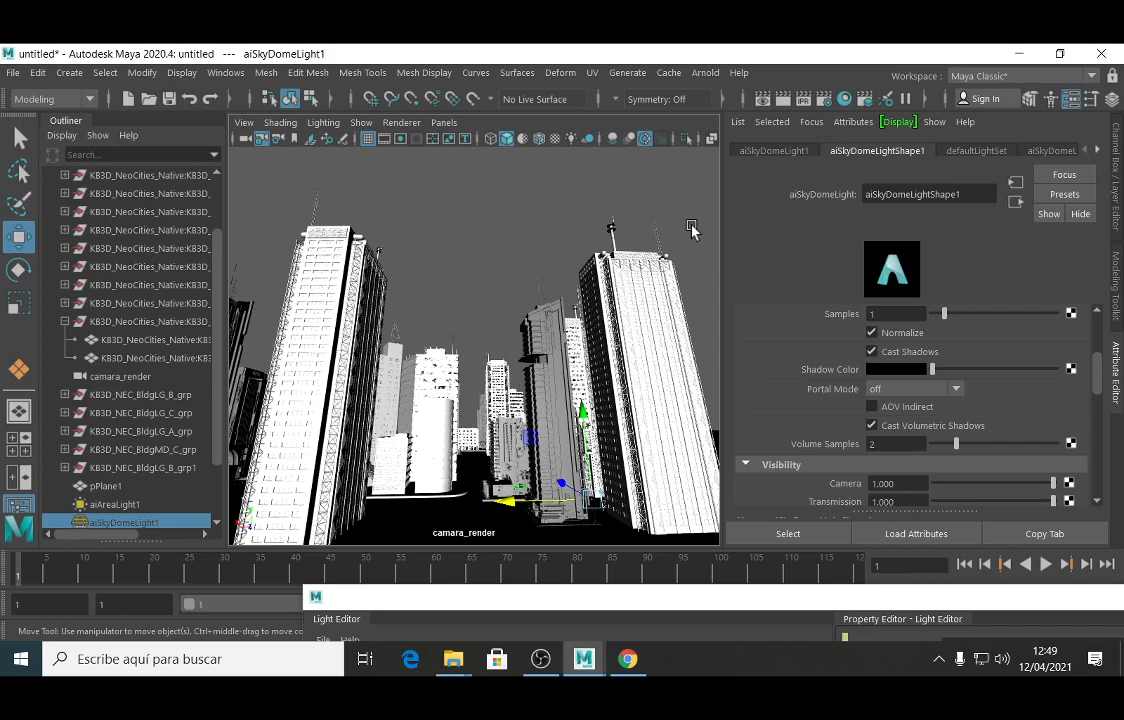 untitled* - Autodesk Maya 2020.4: untitled   ---   aiSkyDomeLight1
File Edit Create Select Modify Display Windows Mesh Edit Mesh Mesh Tools Mesh Display Curves Surfaces Deform UV Generate Cache Arnold Help
Workspace : Maya Classic*
Modeling
No Live Surface
Symmetry: Off
IPR
Sign In
Outliner
Display Show Help
Search...
KB3D_NeoCities_Native:KB3D_
KB3D_NeoCities_Native:KB3D_
KB3D_NeoCities_Native:KB3D_
KB3D_NeoCities_Native:KB3D_
KB3D_NeoCities_Native:KB3D_
KB3D_NeoCities_Native:KB3D_
KB3D_NeoCities_Native:KB3D_
KB3D_NeoCities_Native:KB3D_
KB3D_NeoCities_Native:KB3D_
KB3D_NeoCities_Native:KB3
KB3D_NeoCities_Native:KB3
camara_render
KB3D_NEC_BldgLG_B_grp
KB3D_NEC_BldgLG_C_grp
KB3D_NEC_BldgLG_A_grp
KB3D_NEC_BldgMD_C_grp
KB3D_NEC_BldgLG_B_grp1
pPlane1
aiAreaLight1
aiSkyDomeLight1
View Shading Lighting Show Renderer Panels
camara_render
List Selected Focus Attributes Display Show Help
aiSkyDomeLight1 aiSkyDomeLightShape1 defaultLightSet aiSkyDomeL
Focus
aiSkyDomeLight: aiSkyDomeLightShape1
Presets
Show Hide
Samples 1
Normalize
Cast Shadows
Shadow Color
Portal Mode off
AOV Indirect
Cast Volumetric Shadows
Volume Samples 2
Visibility
Camera 1.000
Transmission 1.000
Select Load Attributes Copy Tab
Channel Box / Layer Editor
Modeling Toolkit
Attribute Editor
5 10 15 20 25 30 35 40 45 50 55 60 65 70 75 80 85 90 95 100 105 110 115 12
1
1
1 1 1
Light Editor
Property Editor - Light Editor
File Help
Move Tool: Use manipulator to move object(s). Ctrl+middle-drag to move co
Escribe aquí para buscar
12:49
12/04/2021